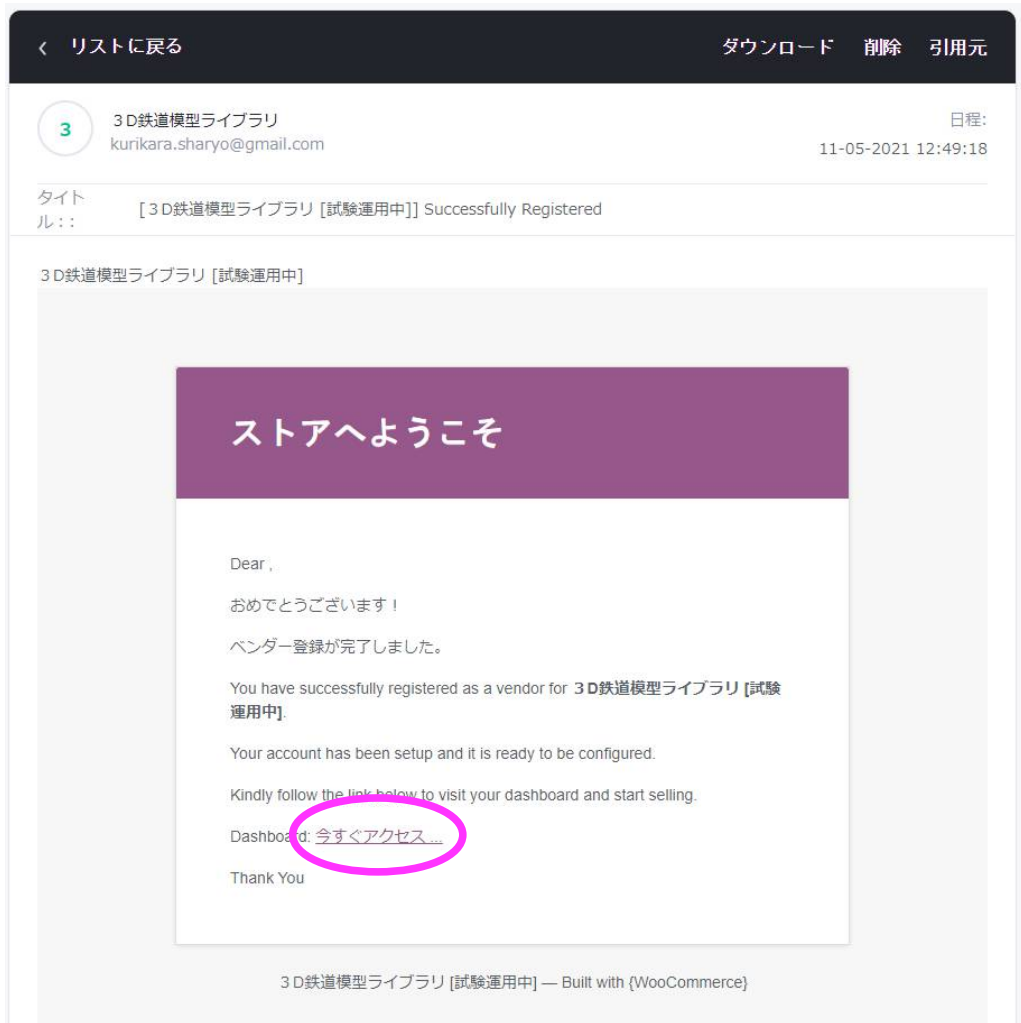 リストに戻る ダウンロード 削除 引用元
3
３D鉄道模型ライブラリ
kurikara.sharyo@gmail.com
日程:
11-05-2021 12:49:18
タイト
ル : :
[３D鉄道模型ライブラリ [試験運用中]] Successfully Registered
３D鉄道模型ライブラリ [試験運用中]
ストアへようこそ
Dear ,
おめでとうございます！
ベンダー登録が完了しました。
You have successfully registered as a vendor for ３D鉄道模型ライブラリ [試験
運用中].
Your account has been setup and it is ready to be configured.
Kindly follow the link below to visit your dashboard and start selling.
Dashboard: 今すぐアクセス ...
Thank You
３D鉄道模型ライブラリ [試験運用中] — Built with {WooCommerce}